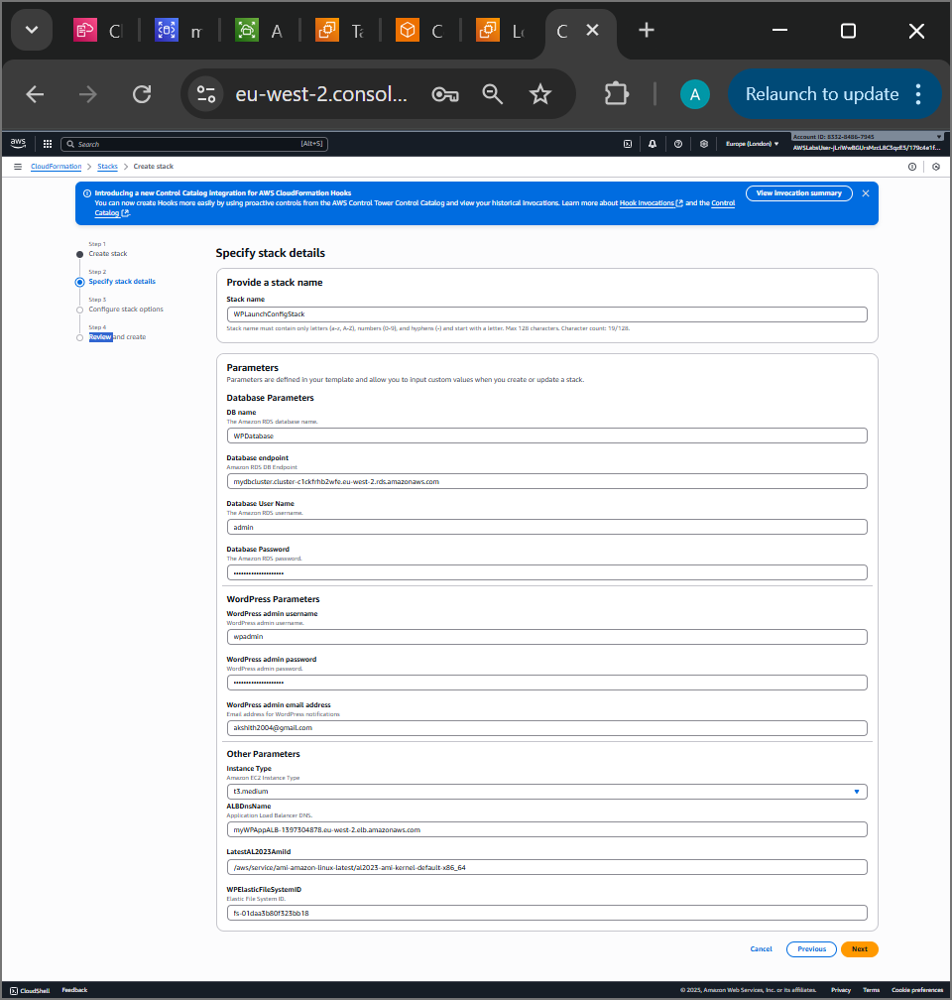 C
m
A
Ta
C
Lo
C
eu-west-2.consol...
A
Relaunch to update
aws
Search
[Alt+S]
Europe (London)
Account ID: 8332-8486-7945
CloudFormation
Stacks
Create stack
Introducing a new Control Catalog integration for AWS CloudFormation Hooks
You can now create Hooks more easily by using proactive controls from the AWS Control Tower Control Catalog and view your historical invocations. Learn more about Hook Invocations and the Control
Catalog.
View invocation summary
Step 1
Create stack
Step 2
Specify stack details
Step 3
Configure stack options
Step 4
Review and create
Specify stack details
Provide a stack name
Stack name
WPLaunchConfigStack
Stack name must contain only letters (a-z, A-Z), numbers (0-9), and hyphens (-) and start with a letter. Max 128 characters. Character count: 19/128.
Parameters
Parameters are defined in your template and allow you to input custom values when you create or update a stack.
Database Parameters
DB name
The Amazon RDS database name.
WPDatabase
Database endpoint
Amazon RDS DB Endpoint
mydbcluster.cluster-c1ckfrhb2wfe.eu-west-2.rds.amazonaws.com
Database User Name
The Amazon RDS username.
admin
Database Password
The Amazon RDS password.
WordPress Parameters
WordPress admin username
WordPress admin username.
wpadmin
WordPress admin password
WordPress admin password.
WordPress admin email address
Email address for WordPress notifications
akshith2004@gmail.com
Other Parameters
Instance Type
Amazon EC2 Instance Type
t3.medium
ALBDnsName
Application Load Balancer DNS.
myWPAppALB-1397304878.eu-west-2.elb.amazonaws.com
LatestAL2023AmiId
/aws/service/ami-amazon-linux-latest/al2023-ami-kernel-default-x86_64
WPElasticFileSystemID
Elastic File System ID.
fs-01daa3b80f323bb18
Cancel
Previous
Next
CloudShell
Feedback
© 2025, Amazon Web Services, Inc. or its affiliates.
Privacy
Terms
Cookie preferences